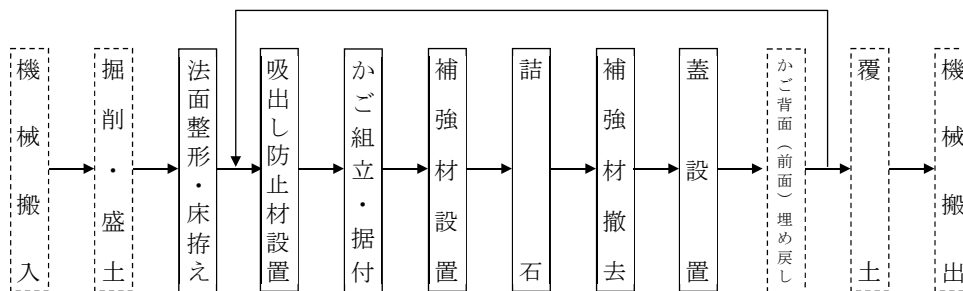 機械搬入
掘削・盛土
法面整形・床拵え
吸出し防止材設置
かご組立・据付
補強材設置
詰石
補強材撤去
蓋設置
かご背面（前面）埋め戻し
覆土
機械搬出